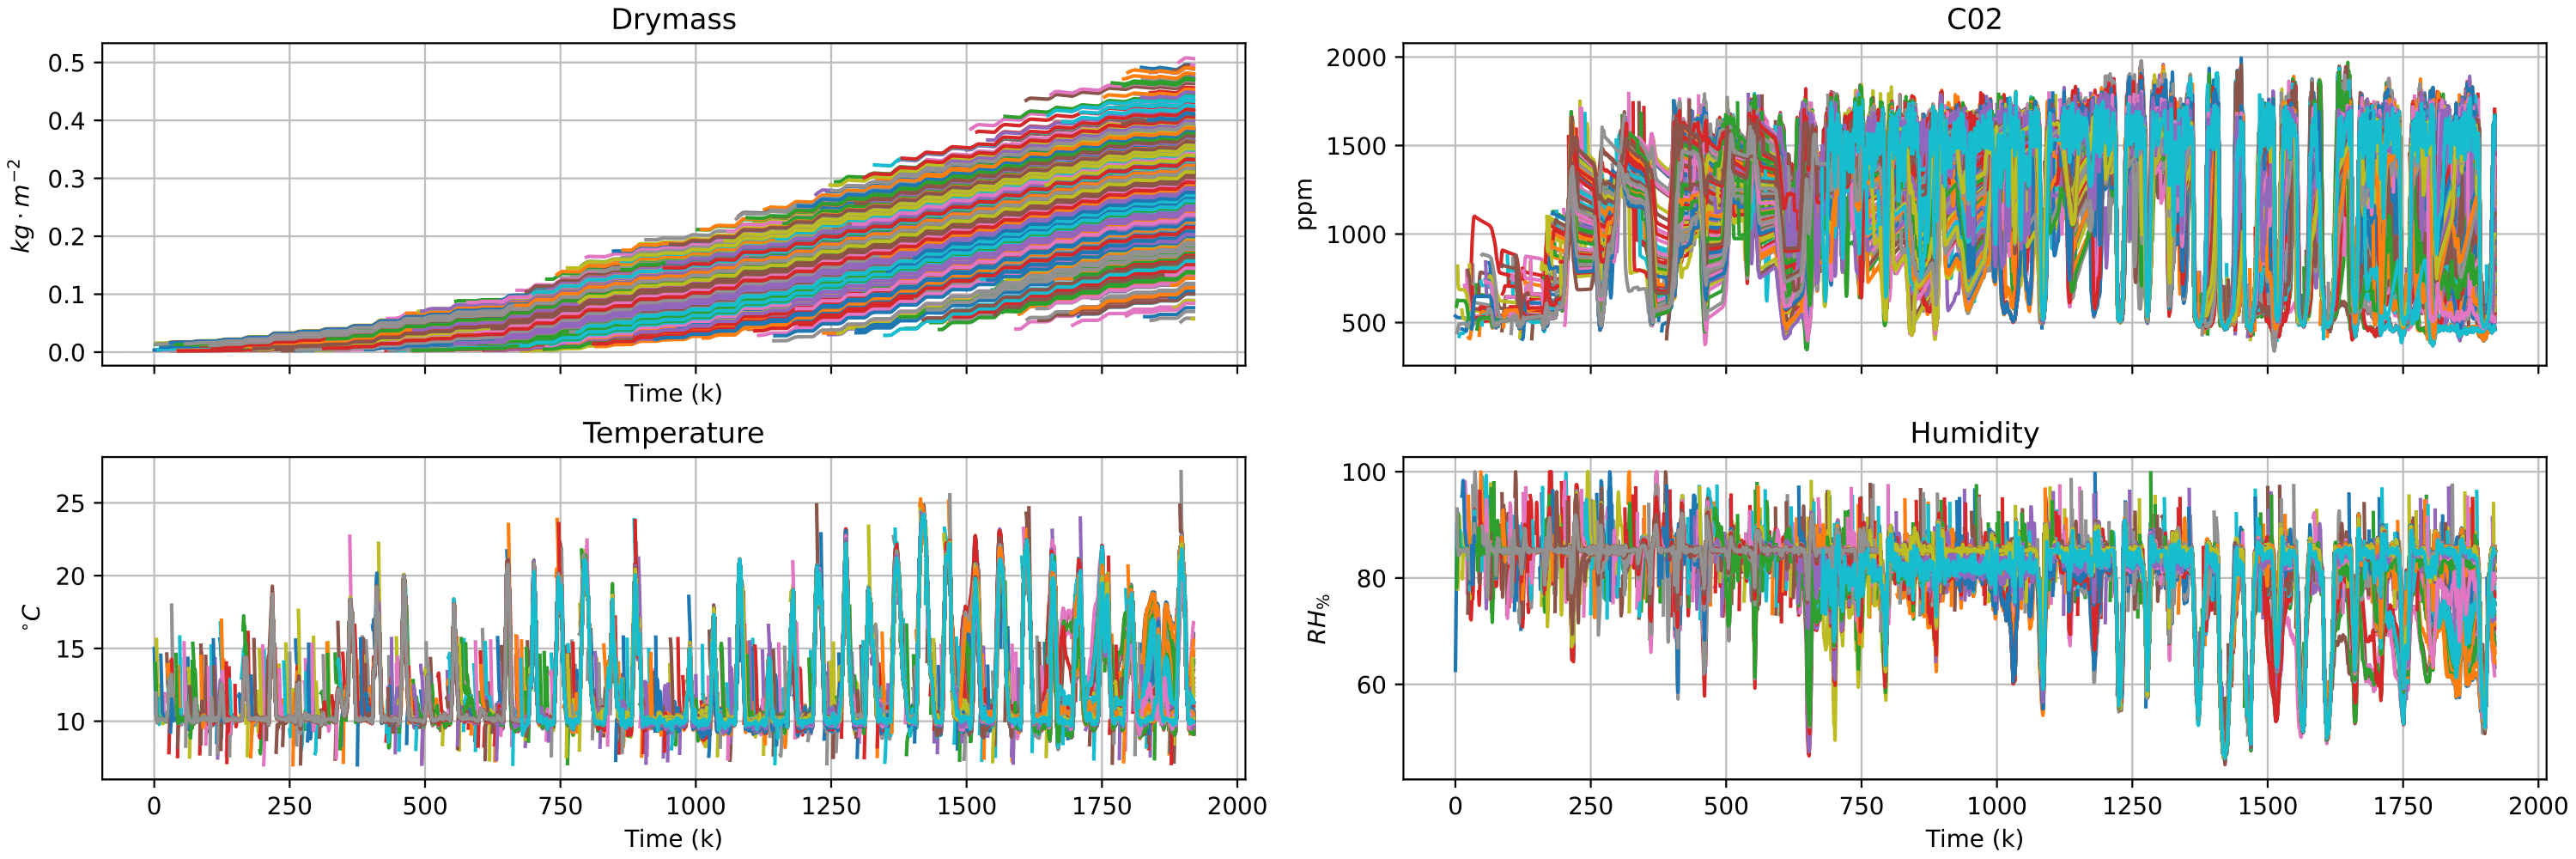 Drymass
0.5
0.4
0.3
0.2
0.1
0.0
kg · m⁻²
Time (k)
C02
2000
1500
1000
500
ppm
Temperature
25
20
15
10
°C
0 250 500 750 1000 1250 1500 1750 2000
Time (k)
Humidity
100
80
60
RH%
0 250 500 750 1000 1250 1500 1750 2000
Time (k)